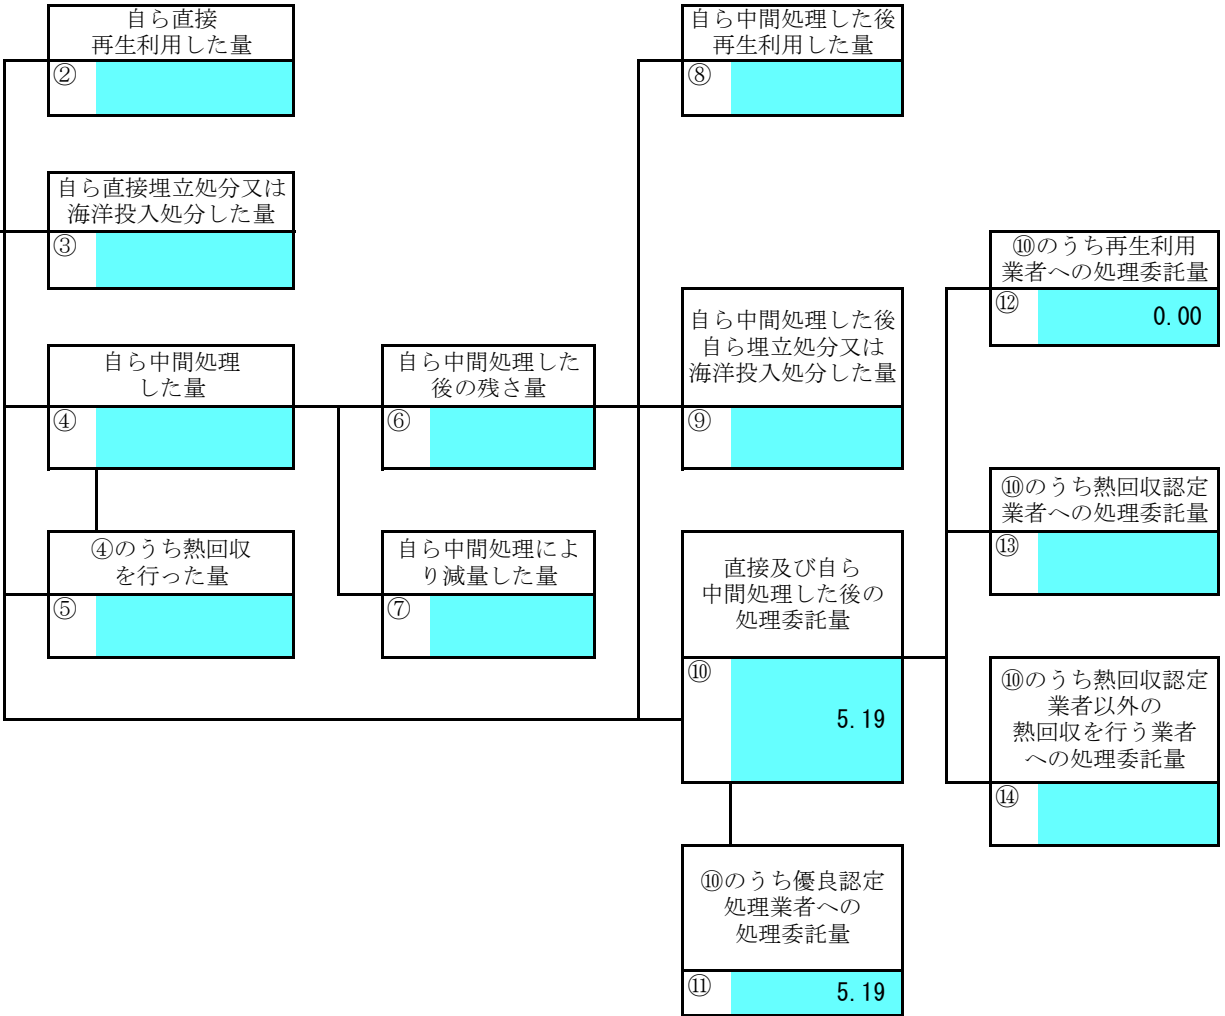 自ら直接
再生利用した量
②
自ら中間処理した後
再生利用した量
⑧
自ら直接埋立処分又は
海洋投入処分した量
③
⑩のうち再生利用
業者への処理委託量
⑫
0.00
自ら中間処理した後
自ら埋立処分又は
海洋投入処分した量
⑨
自ら中間処理
した量
④
自ら中間処理した
後の残さ量
⑥
⑩のうち熱回収認定
業者への処理委託量
⑬
④のうち熱回収
を行った量
⑤
自ら中間処理によ
り減量した量
⑦
直接及び自ら
中間処理した後の
処理委託量
⑩
5.19
⑩のうち熱回収認定
業者以外の
熱回収を行う業者
への処理委託量
⑭
⑩のうち優良認定
処理業者への
処理委託量
⑪
5.19